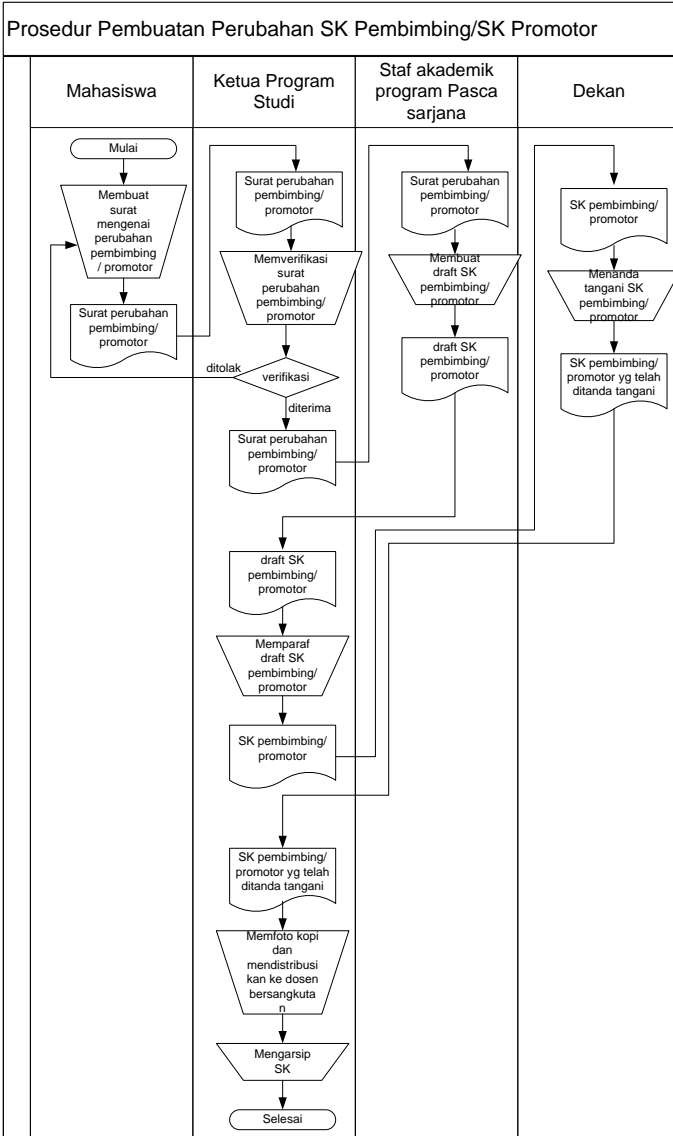 Prosedur Pembuatan Perubahan SK Pembimbing/SK Promotor
Mahasiswa
Ketua Program
Studi
Staf akademik
program Pasca
sarjana
Dekan
Mulai
Membuat
surat
mengenai
perubahan
pembimbing
/ promotor
Surat perubahan
pembimbing/
promotor
Surat perubahan
pembimbing/
promotor
Memverifikasi
surat
perubahan
pembimbing/
promotor
ditolak
verifikasi
diterima
Surat perubahan
pembimbing/
promotor
Surat perubahan
pembimbing/
promotor
Membuat
draft SK
pembimbing/
promotor
draft SK
pembimbing/
promotor
SK pembimbing/
promotor
Menanda
tangani SK
pembimbing/
promotor
SK pembimbing/
promotor yg telah
ditanda tangani
draft SK
pembimbing/
promotor
Memparaf
draft SK
pembimbing/
promotor
SK pembimbing/
promotor
SK pembimbing/
promotor yg telah
ditanda tangani
Memfoto kopi
dan
mendistribusi
kan ke dosen
bersangkuta
n
Mengarsip
SK
Selesai